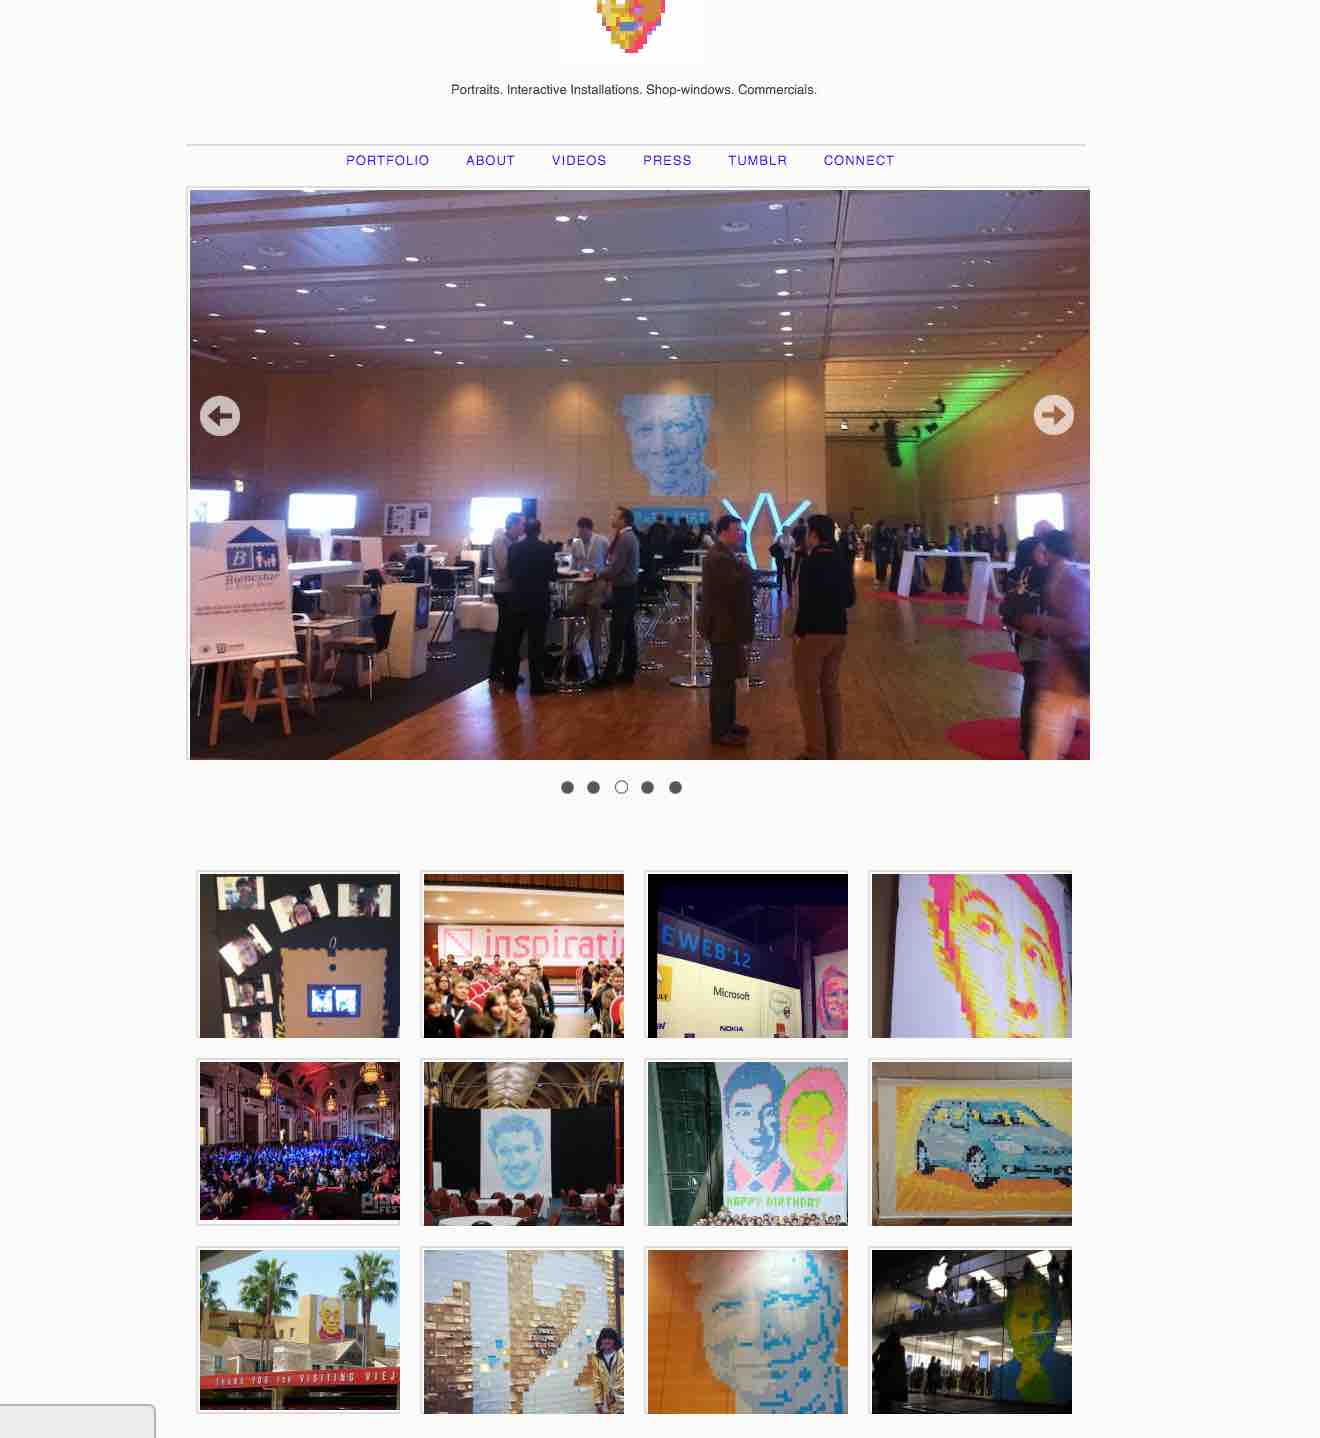 Portraits. Interactive Installations. Shop-windows. Commercials.
PORTFOLIO ABOUT VIDEOS PRESS TUMBLR CONNECT
B
Bienestar
inspirati
EWEB'12
Microsoft
NOKIA
HAPPY BIRTHDAY
FES
THANK YOU FOR VISITING VIEJ